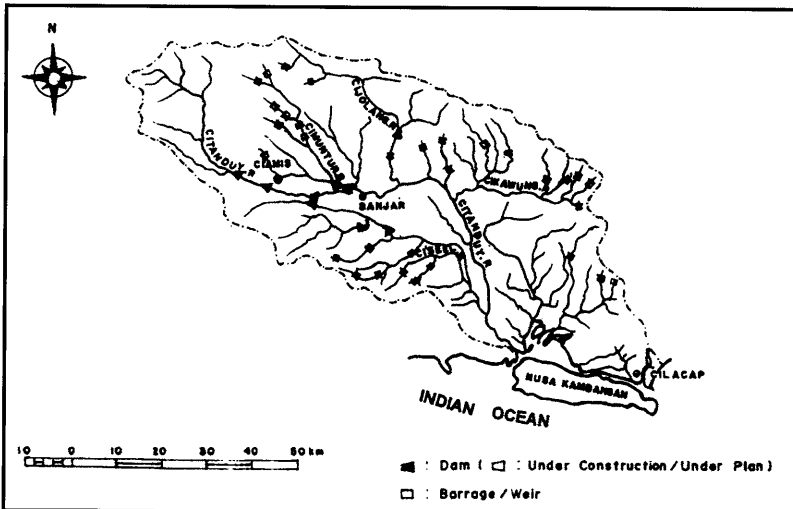 N
CIJOLANG.R
CIMUNTUR.R
CITANDUY.R
CIAMIS
CIKAWUNG.R
BANJAR
CITANDUY.R
CISEEL.R
CILACAP
NUSA KAMBANGAN
INDIAN OCEAN
10 0 10 20 30 40 50 km
: Dam ( : Under Construction/Under Plan)
: Barrage/Weir